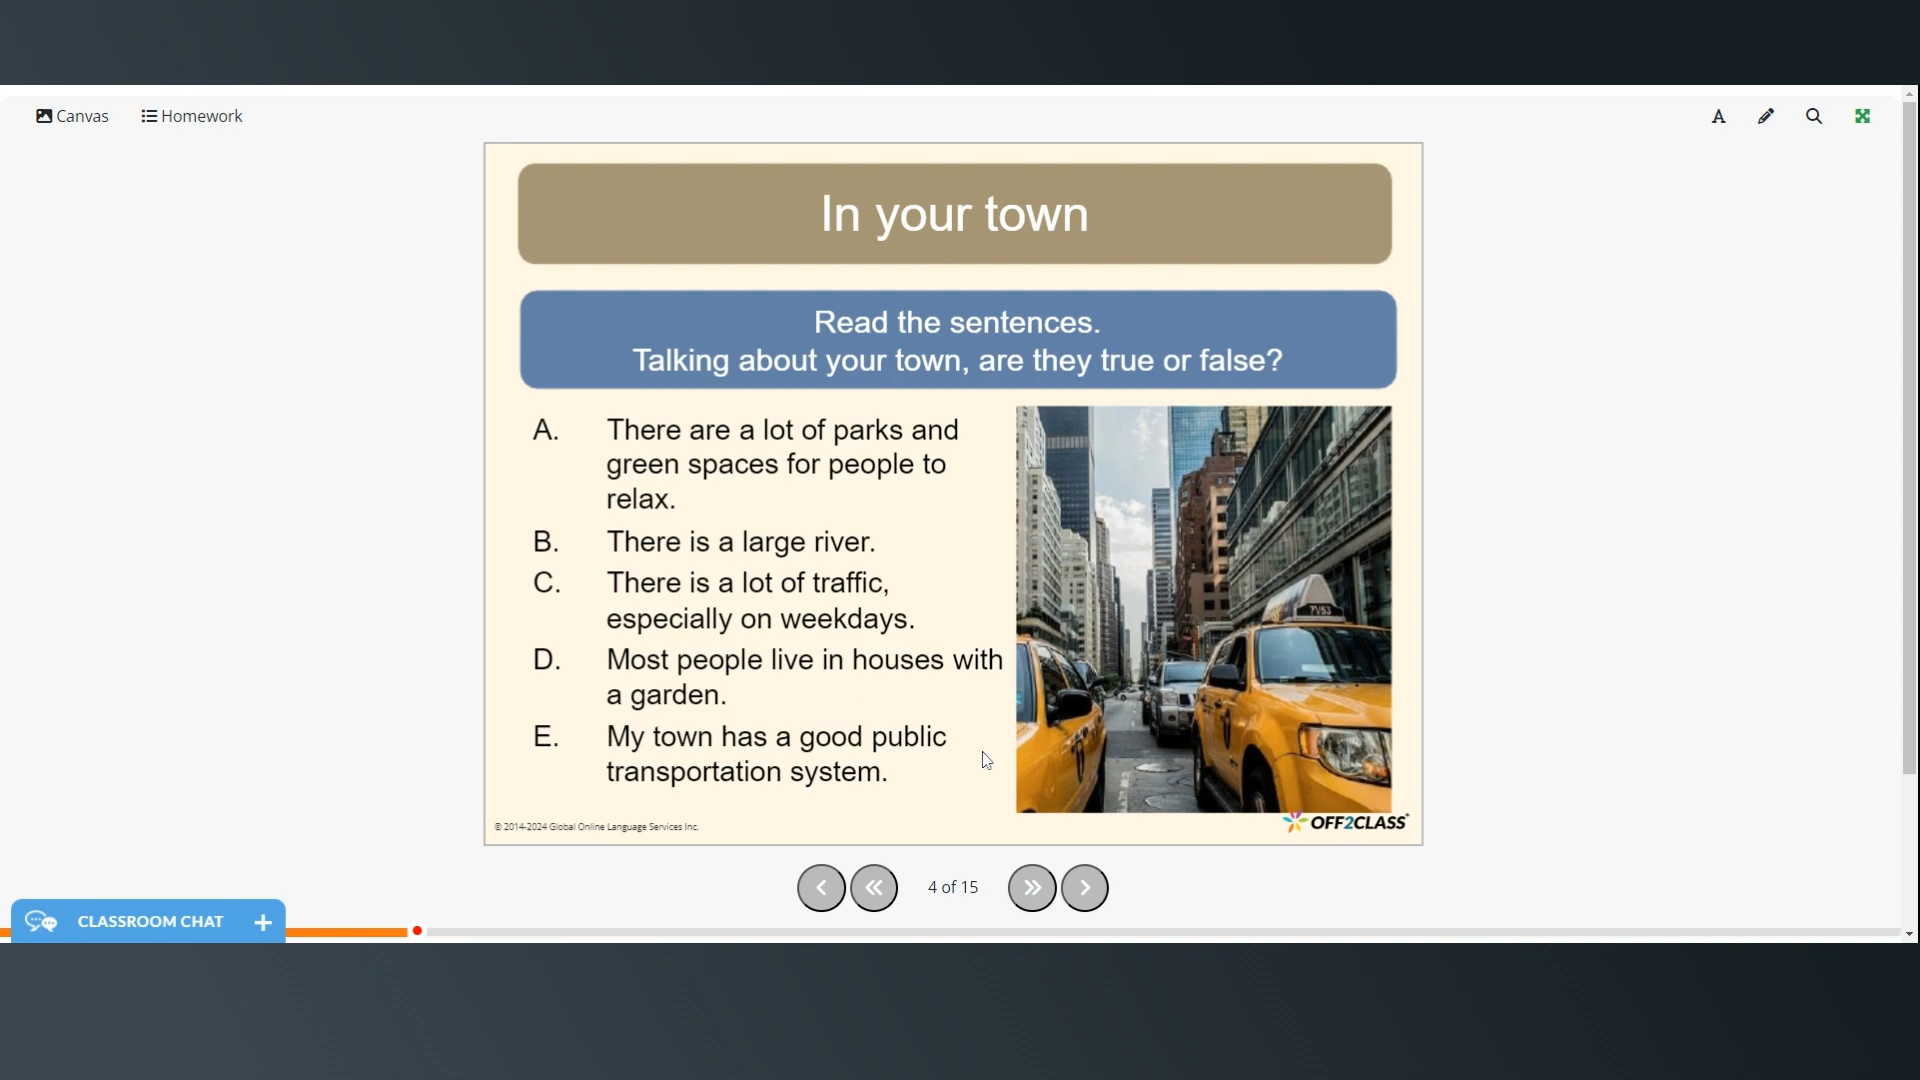 Canvas
Homework
A
In your town
Read the sentences.
Talking about your town, are they true or false?
A. There are a lot of parks and
green spaces for people to
relax.
B. There is a large river.
C. There is a lot of traffic,
especially on weekdays.
D. Most people live in houses with
a garden.
E. My town has a good public
transportation system.
7V53
© 2014-2024 Global Online Language Services Inc.
OFF2CLASS
4 of 15
CLASSROOM CHAT +